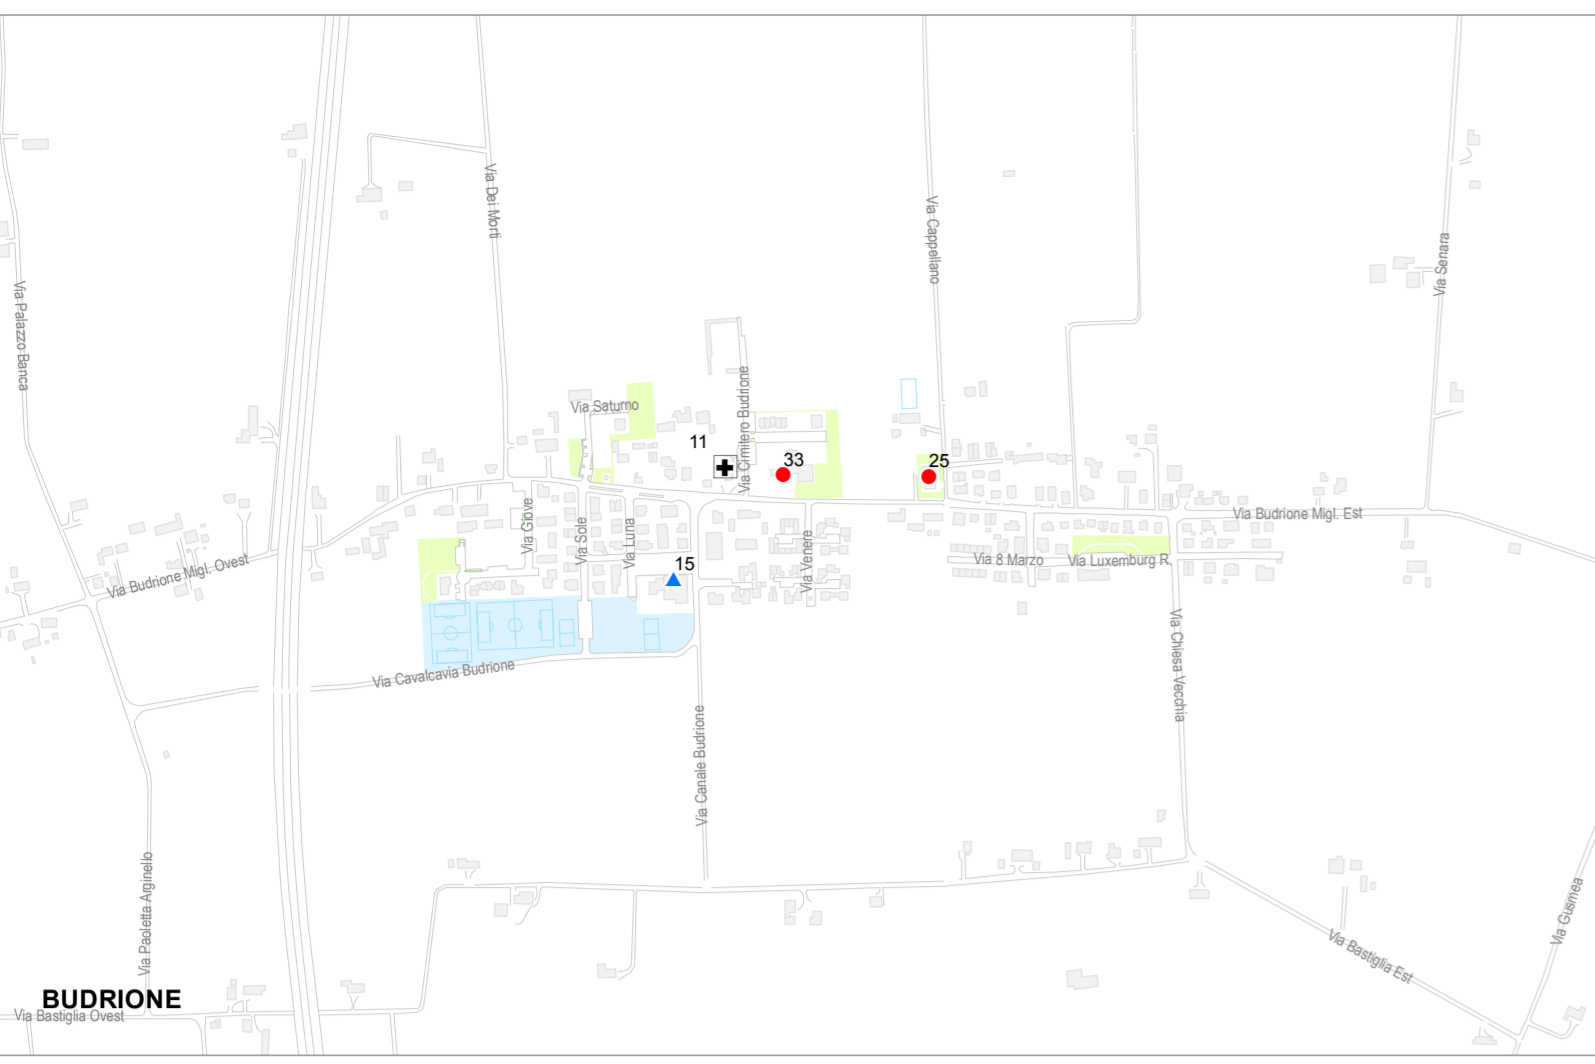 Via Dei Morti
Via Cappellano
Via Senara
Via Palazzo Banca
Via Saturno
Via Cimitero Budrione
11
33
25
Via Giove
Via Sole
Via Luna
Via Venere
Via Budrione Migl. Est
Via 8 Marzo
Via Luxemburg R.
15
Via Budrione Migl. Ovest
Via Cavalcavia Budrione
Via Chiesa Vecchia
Via Canale Budrione
Via Paoletta Arginello
Via Gusmea
Via Bastiglia Est
BUDRIONE
Via Bastiglia Ovest